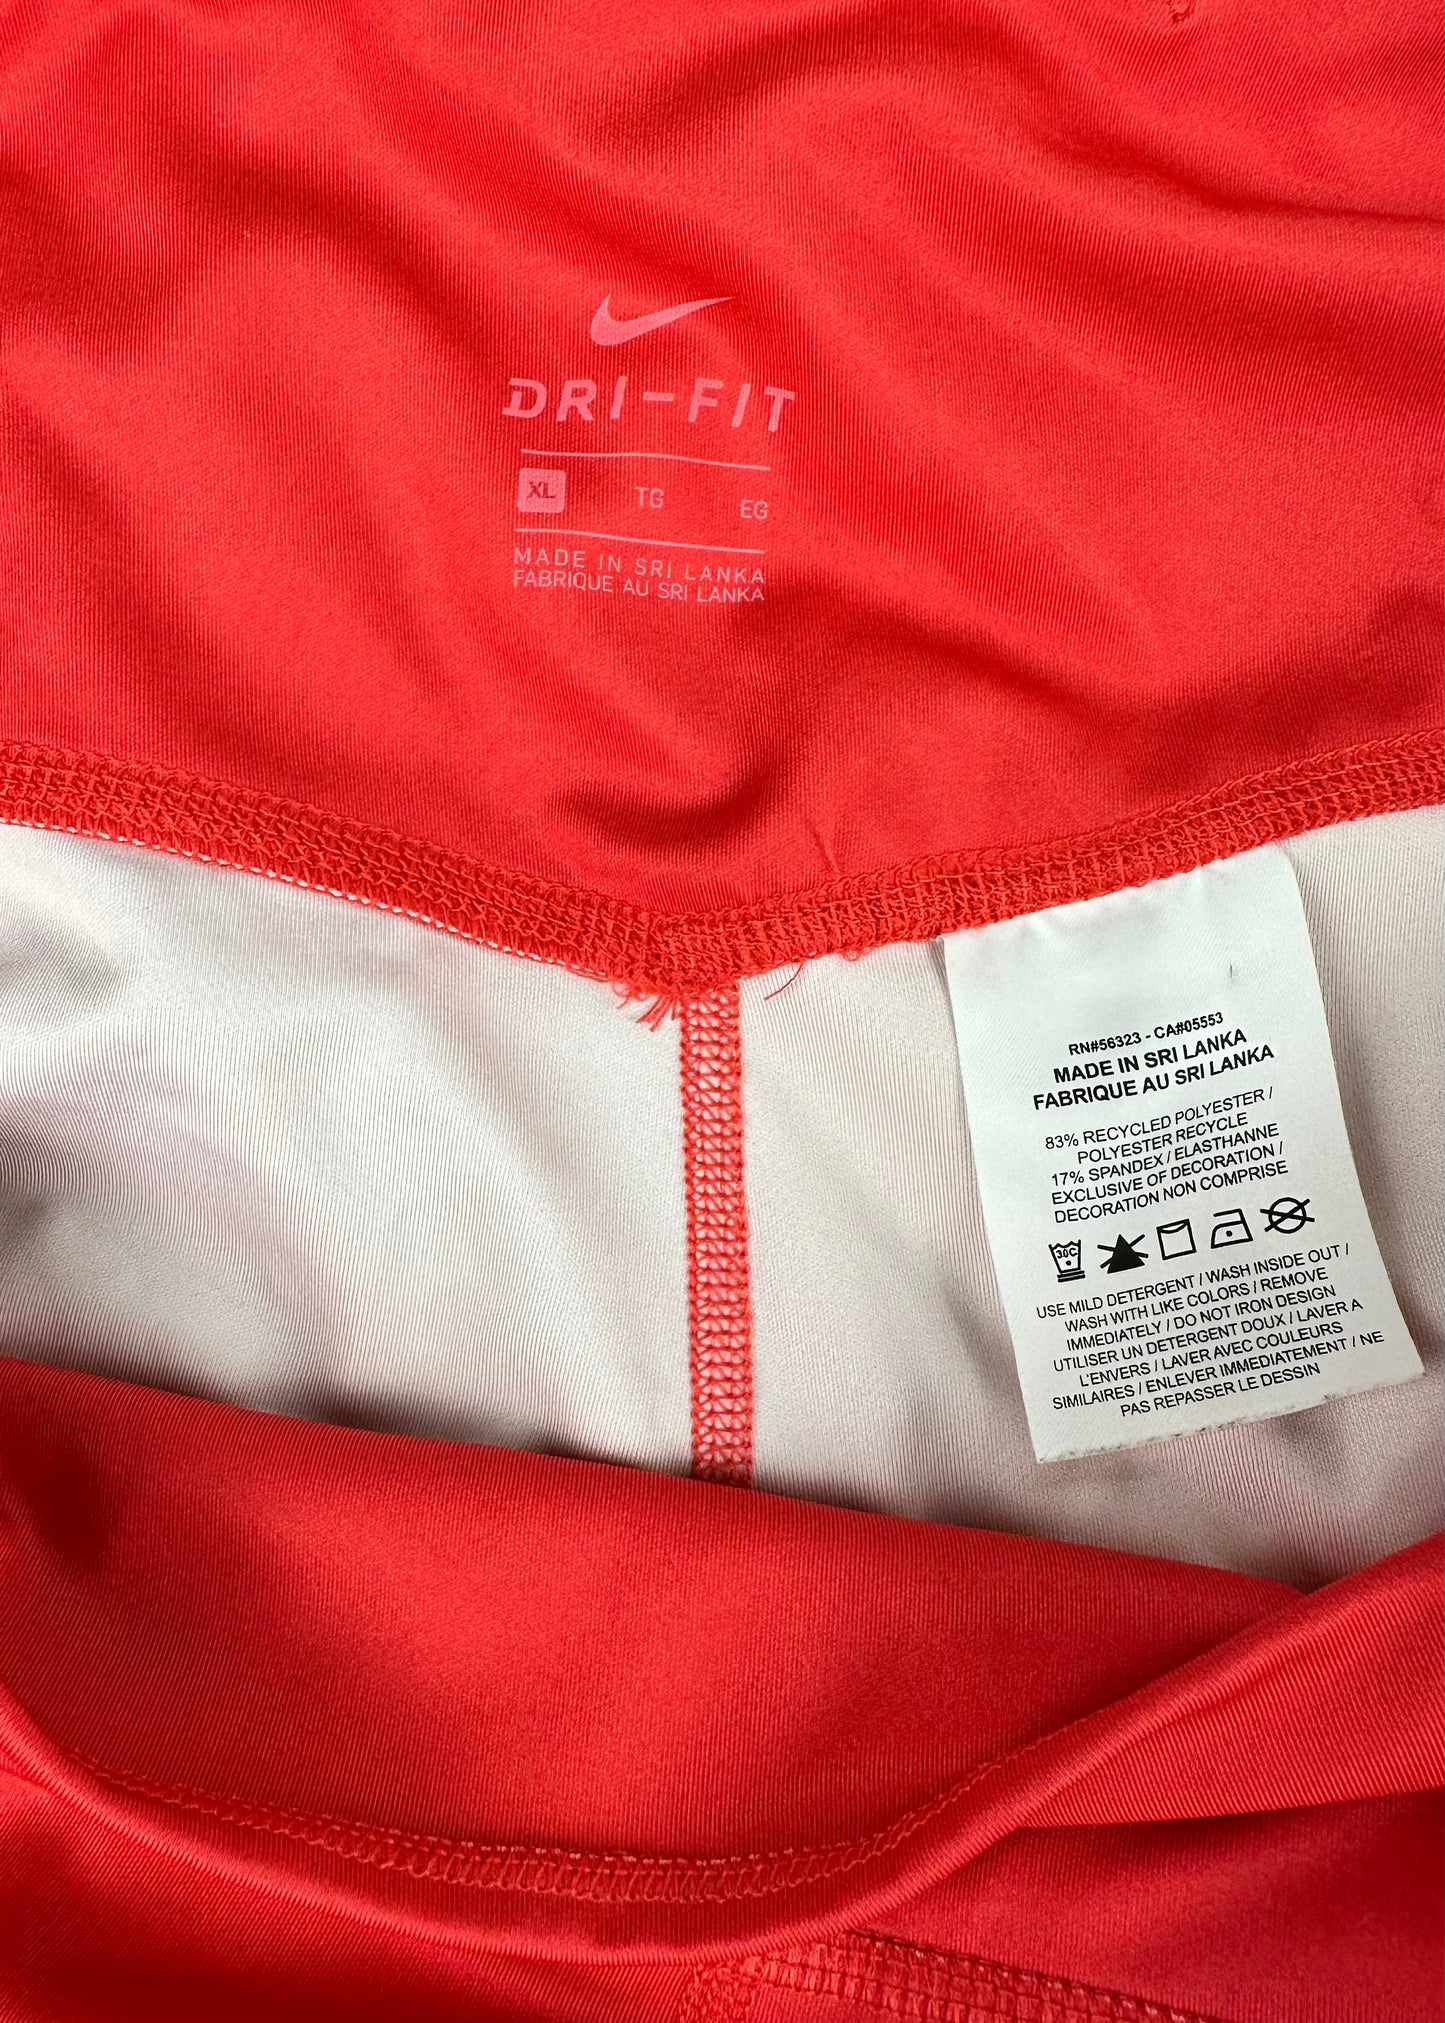 DRI-FIT
XL TG EG
MADE IN SRI LANKA
FABRIQUE AU SRI LANKA
RN#56323 - CA#05553
MADE IN SRI LANKA
FABRIQUE AU SRI LANKA
83% RECYCLED POLYESTER /
POLYESTER RECYCLE
17% SPANDEX / ELASTHANNE
EXCLUSIVE OF DECORATION /
DECORATION NON COMPRISE
30C
USE MILD DETERGENT / WASH INSIDE OUT /
WASH WITH LIKE COLORS / REMOVE
IMMEDIATELY / DO NOT IRON DESIGN
UTILISER UN DETERGENT DOUX / LAVER A
L'ENVERS / LAVER AVEC COULEURS
SIMILAIRES / ENLEVER IMMEDIATEMENT / NE
PAS REPASSER LE DESSIN